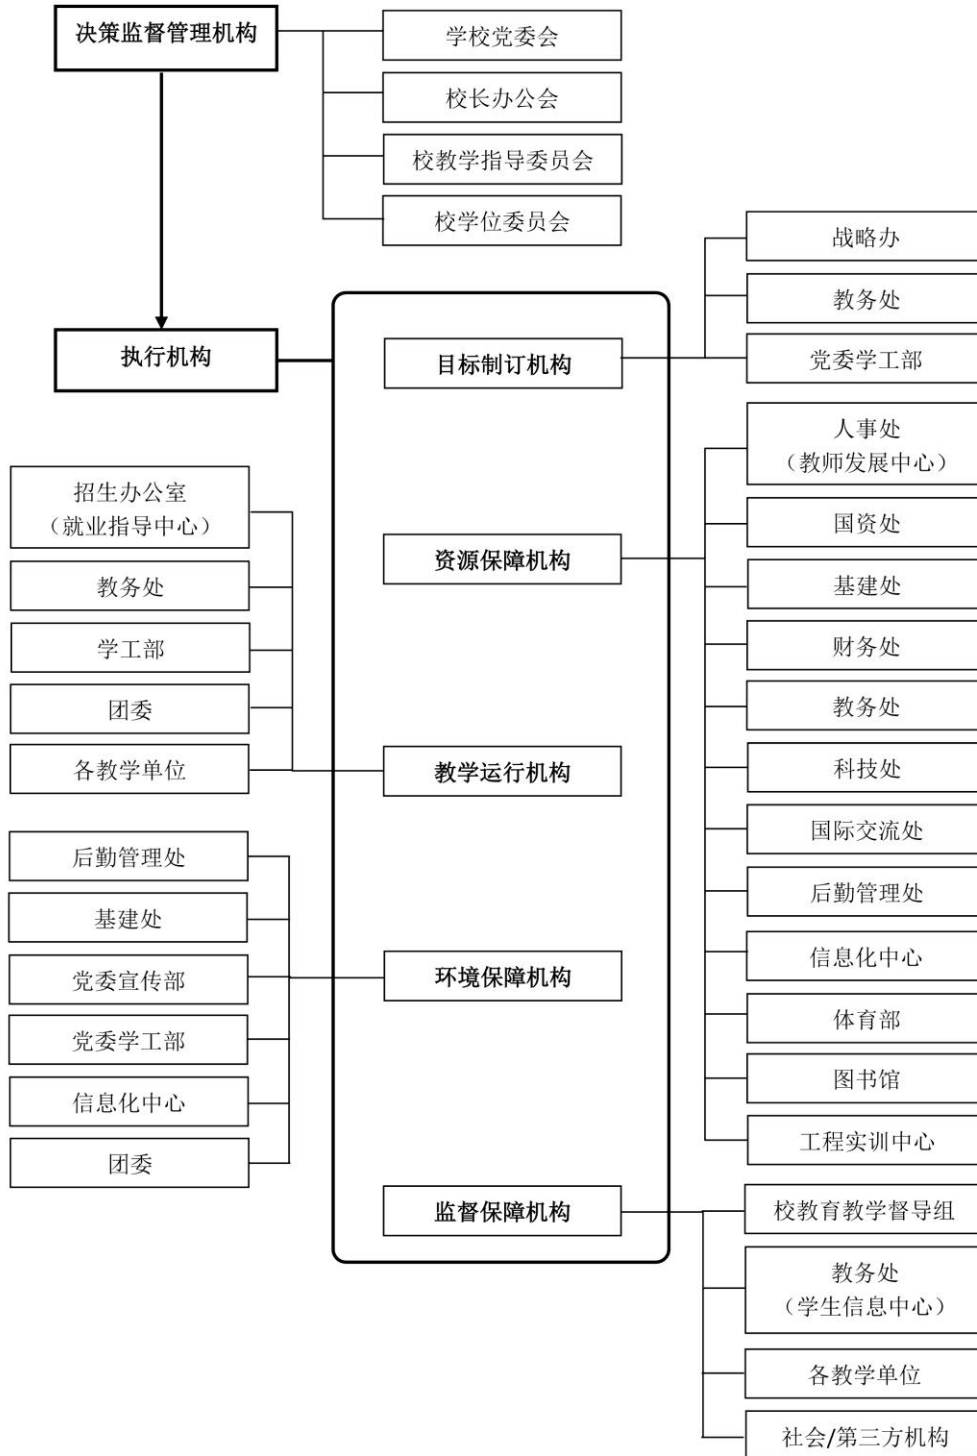 决策监督管理机构
学校党委会
校长办公会
校教学指导委员会
校学位委员会
执行机构
目标制订机构
战略办
教务处
党委学工部
资源保障机构
人事处
（教师发展中心）
国资处
基建处
财务处
教务处
科技处
国际交流处
后勤管理处
信息化中心
体育部
图书馆
工程实训中心
教学运行机构
招生办公室
（就业指导中心）
教务处
学工部
团委
各教学单位
环境保障机构
后勤管理处
基建处
党委宣传部
党委学工部
信息化中心
团委
监督保障机构
校教育教学督导组
教务处
（学生信息中心）
各教学单位
社会/第三方机构